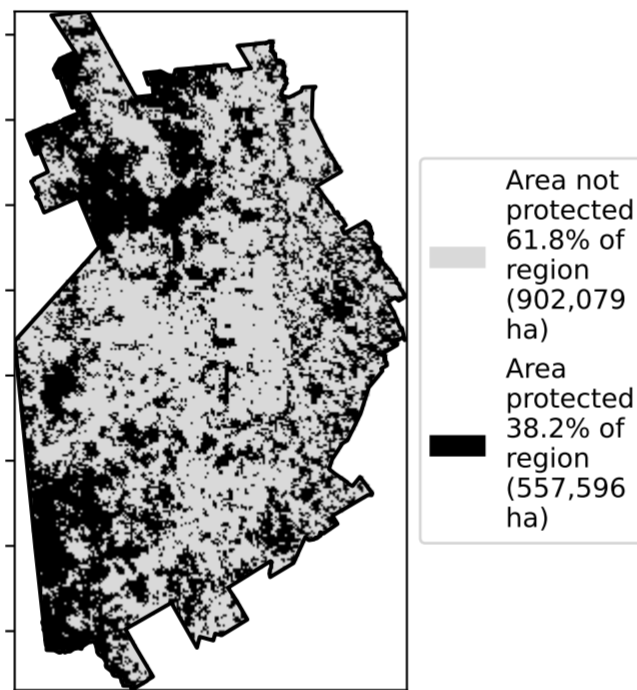 Area not
protected
61.8% of
region
(902,079
ha)
Area
protected
38.2% of
region
(557,596
ha)